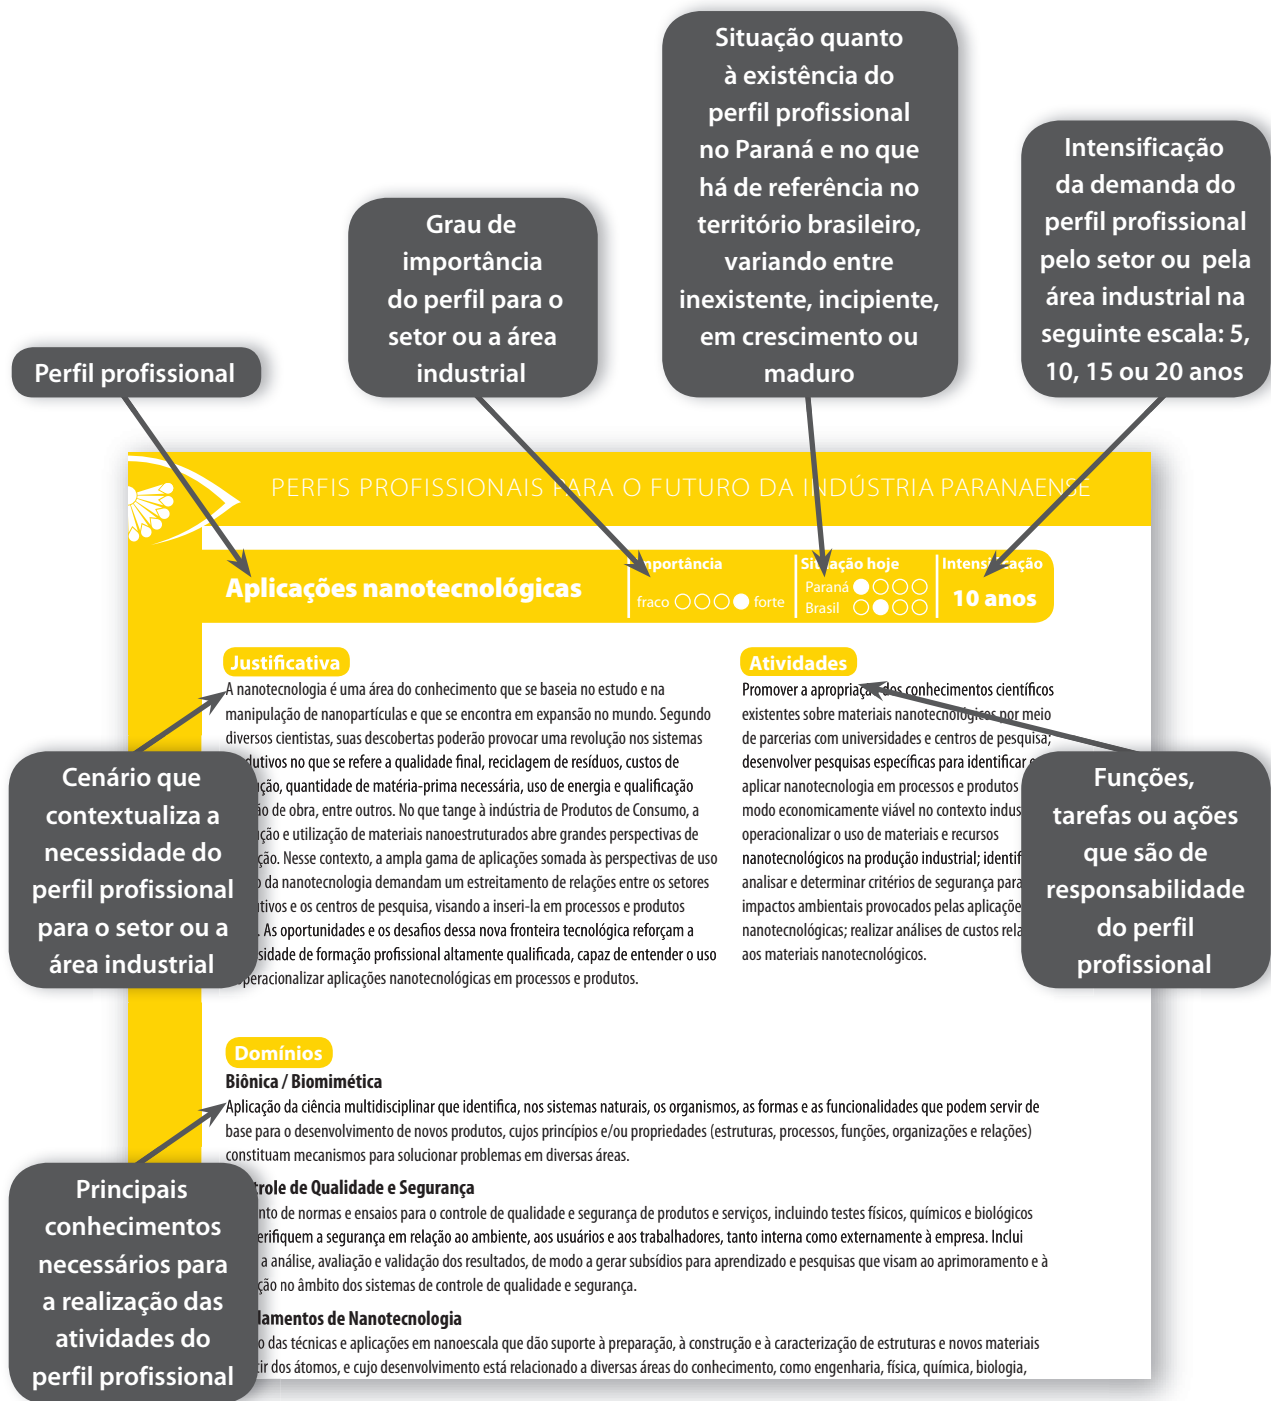 Situação quanto
à existência do
perfil profissional
no Paraná e no que
há de referência no
território brasileiro,
variando entre
inexistente, incipiente,
em crescimento ou
maduro
Intensificação
da demanda do
perfil profissional
pelo setor ou pela
área industrial na
seguinte escala: 5,
10, 15 ou 20 anos
Grau de
importância
do perfil para o
setor ou a área
industrial
Perfil profissional
PERFIS PROFISSIONAIS PARA O FUTURO DA INDÚSTRIA PARANAENSE
Aplicações nanotecnológicas
Importância
fraco forte
Situação hoje
Paraná
Brasil
Intensificação
10 anos
Justificativa
A nanotecnologia é uma área do conhecimento que se baseia no estudo e na
manipulação de nanopartículas e que se encontra em expansão no mundo. Segundo
diversos cientistas, suas descobertas poderão provocar uma revolução nos sistemas
dutivos no que se refere a qualidade final, reciclagem de resíduos, custos de
ução, quantidade de matéria-prima necessária, uso de energia e qualificação
de obra, entre outros. No que tange à indústria de Produtos de Consumo, a
ção e utilização de materiais nanoestruturados abre grandes perspectivas de
ção. Nesse contexto, a ampla gama de aplicações somada às perspectivas de uso
da nanotecnologia demandam um estreitamento de relações entre os setores
utivos e os centros de pesquisa, visando a inseri-la em processos e produtos
. As oportunidades e os desafios dessa nova fronteira tecnológica reforçam a
sidade de formação profissional altamente qualificada, capaz de entender o uso
operacionalizar aplicações nanotecnológicas em processos e produtos.
Atividades
Promover a apropriação dos conhecimentos científicos
existentes sobre materiais nanotecnológicos por meio
de parcerias com universidades e centros de pesquisa;
desenvolver pesquisas específicas para identificar
aplicar nanotecnologia em processos e produtos
modo economicamente viável no contexto indus
operacionalizar o uso de materiais e recursos
nanotecnológicos na produção industrial; identif
analisar e determinar critérios de segurança para
impactos ambientais provocados pelas aplicaçõe
nanotecnológicas; realizar análises de custos rela
aos materiais nanotecnológicos.
Cenário que
contextualiza a
necessidade do
perfil profissional
para o setor ou a
área industrial
Funções,
tarefas ou ações
que são de
responsabilidade
do perfil
profissional
Domínios
Biônica / Biomimética
Aplicação da ciência multidisciplinar que identifica, nos sistemas naturais, os organismos, as formas e as funcionalidades que podem servir de
base para o desenvolvimento de novos produtos, cujos princípios e/ou propriedades (estruturas, processos, funções, organizações e relações)
constituam mecanismos para solucionar problemas em diversas áreas.
trole de Qualidade e Segurança
nto de normas e ensaios para o controle de qualidade e segurança de produtos e serviços, incluindo testes físicos, químicos e biológicos
erifiquem a segurança em relação ao ambiente, aos usuários e aos trabalhadores, tanto interna como externamente à empresa. Inclui
a análise, avaliação e validação dos resultados, de modo a gerar subsídios para aprendizado e pesquisas que visam ao aprimoramento e à
ção no âmbito dos sistemas de controle de qualidade e segurança.
lamentos de Nanotecnologia
das técnicas e aplicações em nanoescala que dão suporte à preparação, à construção e à caracterização de estruturas e novos materiais
tir dos átomos, e cujo desenvolvimento está relacionado a diversas áreas do conhecimento, como engenharia, física, química, biologia,
Principais
conhecimentos
necessários para
a realização das
atividades do
perfil profissional